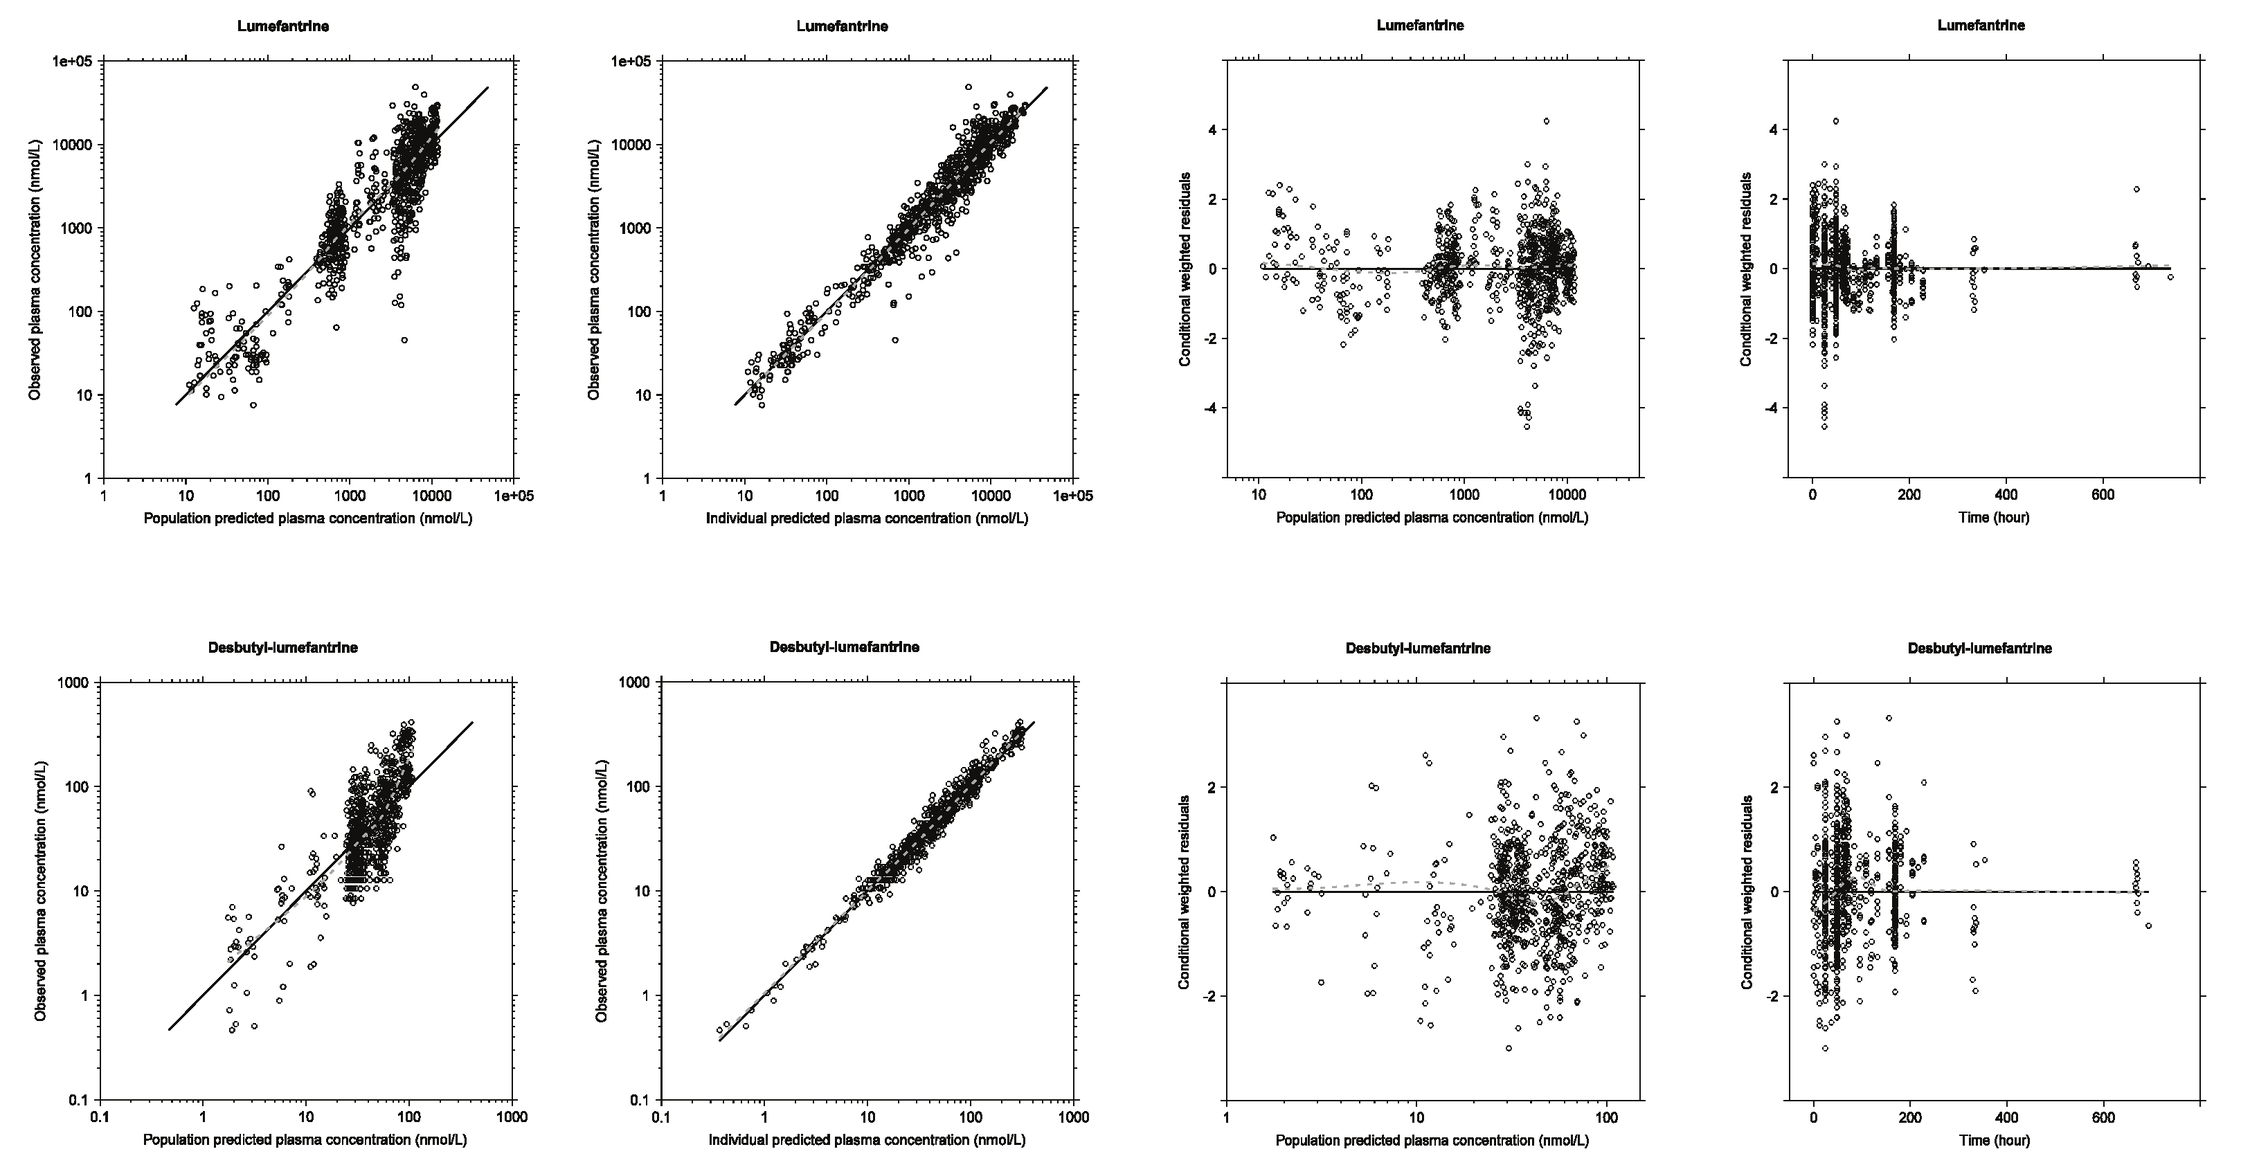 Lumefantrine
Lumefantrine
Lumefantrine
Lumefantrine
1e+05
10000
1000
100
10
1
Observed plasma concentration (nmol/L)
1
10
100
1000
10000
1e+05
Population predicted plasma concentration (nmol/L)
1e+05
10000
1000
100
10
1
Observed plasma concentration (nmol/L)
1
10
100
1000
10000
1e+05
Individual predicted plasma concentration (nmol/L)
4
2
0
-2
-4
Conditional weighted residuals
10
100
1000
10000
Population predicted plasma concentration (nmol/L)
4
2
0
-2
-4
Conditional weighted residuals
0
200
400
600
Time (hour)
Desbutyl-lumefantrine
Desbutyl-lumefantrine
Desbutyl-lumefantrine
Desbutyl-lumefantrine
1000
100
10
1
0.1
Observed plasma concentration (nmol/L)
0.1
1
10
100
1000
Population predicted plasma concentration (nmol/L)
1000
100
10
1
0.1
Observed plasma concentration (nmol/L)
0.1
1
10
100
1000
Individual predicted plasma concentration (nmol/L)
2
0
-2
Conditional weighted residuals
1
10
100
Population predicted plasma concentration (nmol/L)
2
0
-2
Conditional weighted residuals
0
200
400
600
Time (hour)